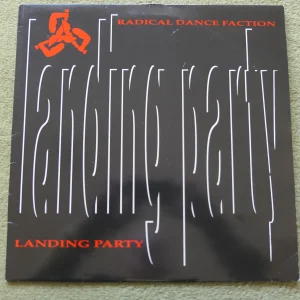 RADICAL DANCE FACTION
landing party
LANDING PARTY